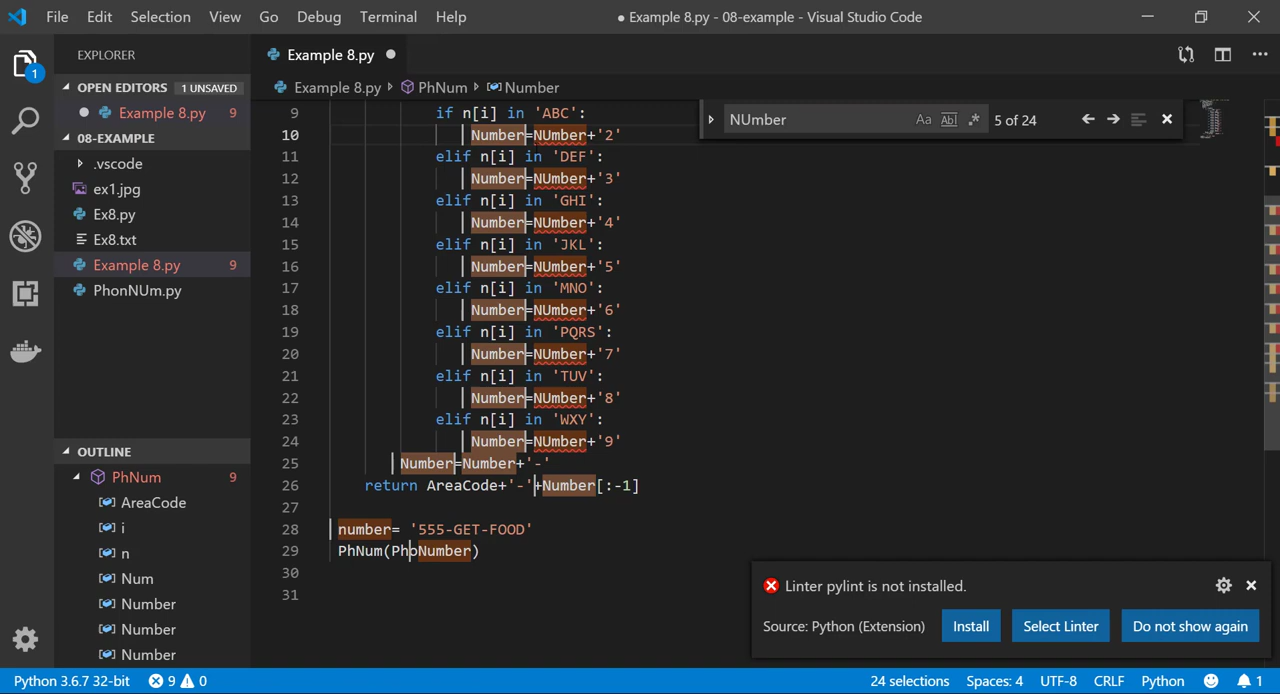 File Edit Selection View Go Debug Terminal Help
● Example 8.py - 08-example - Visual Studio Code
EXPLORER
OPEN EDITORS 1 UNSAVED
Example 8.py 9
08-EXAMPLE
.vscode
ex1.jpg
Ex8.py
Ex8.txt
Example 8.py 9
PhonNUm.py
OUTLINE
PhNum 9
AreaCode
i
n
Num
Number
Number
Number
1
Example 8.py ●
Example 8.py PhNum Number
NUmber Aa Abl .* 5 of 24
9 if n[i] in 'ABC':
10 Number=NUmber+'2'
11 elif n[i] in 'DEF':
12 Number=NUmber+'3'
13 elif n[i] in 'GHI':
14 Number=NUmber+'4'
15 elif n[i] in 'JKL':
16 Number=NUmber+'5'
17 elif n[i] in 'MNO':
18 Number=NUmber+'6'
19 elif n[i] in 'PQRS':
20 Number=NUmber+'7'
21 elif n[i] in 'TUV':
22 Number=NUmber+'8'
23 elif n[i] in 'WXY':
24 Number=NUmber+'9'
25 Number=Number+'-'
26 return AreaCode+'-'+Number[:-1]
27
28 number= '555-GET-FOOD'
29 PhNum(PhoNumber)
30
31
Linter pylint is not installed.
Source: Python (Extension) Install Select Linter Do not show again
Python 3.6.7 32-bit 9 0 24 selections Spaces: 4 UTF-8 CRLF Python 1